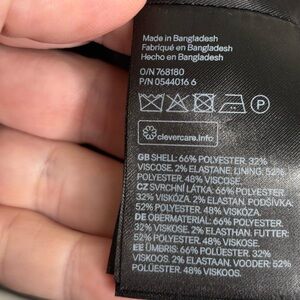 Made in Bangladesh
Fabriqué en Bangladesh
Hecho en Bangladesh
O/N 768180
P/N 0544016 6
P
clevercare.info
GB SHELL: 66% POLYESTER. 32%
VISCOSE. 2% ELASTANE. LINING: 52%
POLYESTER. 48% VISCOSE.
CZ SVRCHNÍ LÁTKA: 66% POLYESTER.
32% VISKÓZA. 2% ELASTAN. PODŠÍVKA:
52% POLYESTER. 48% VISKÓZA.
DE OBERMATERIAL: 66% POLYESTER.
32% VISKOSE. 2% ELASTHAN. FUTTER:
52% POLYESTER. 48% VISKOSE.
EE ÜMBRIS: 66% POLÜESTER. 32%
VISKOOS. 2% ELASTAAN. VOODER: 52%
POLÜESTER. 48% VISKOOS.